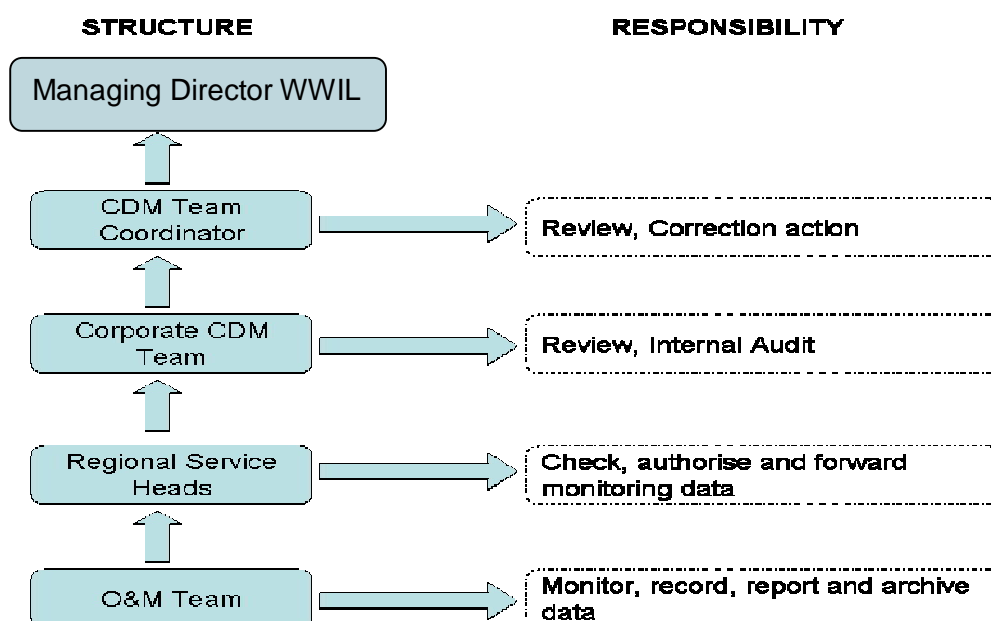 STRUCTURE RESPONSIBILITY
Managing Director WWIL
CDM Team
Coordinator
Review, Correction action
Corporate CDM
Team
Review, Internal Audit
Regional Service
Heads
Check, authorise and forward
monitoring data
O&M Team
Monitor, record, report and archive
data